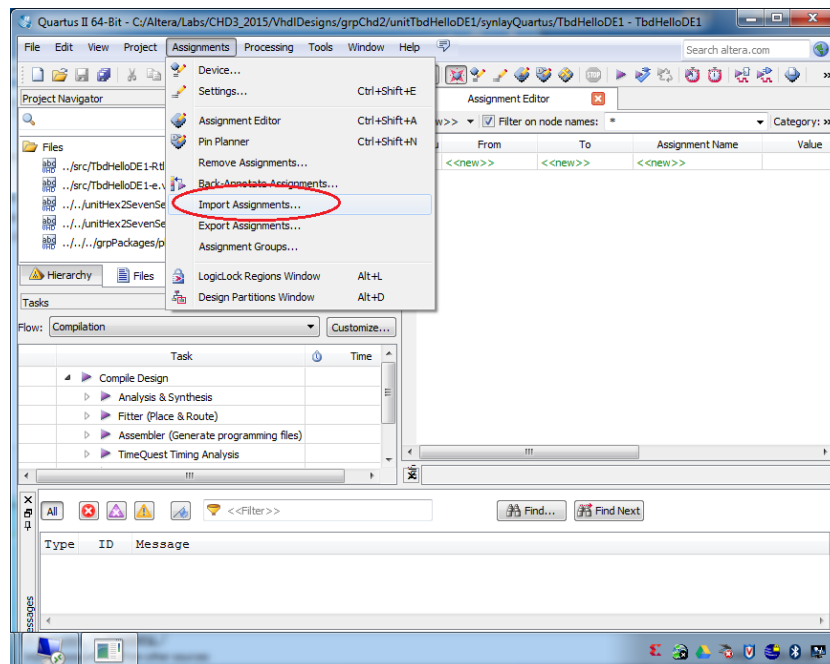 Quartus II 64-Bit - C:/Altera/Labs/CHD3_2015/VhdlDesigns/grpChd2/unitTbdHelloDE1/synlayQuartus/TbdHelloDE1 - TbdHelloDE1
File Edit View Project Assignments Processing Tools Window Help Search altera.com
Project Navigator
Files
../src/TbdHelloDE1-Rtl
../src/TbdHelloDE1-e.v
../../unitHex2SevenSe
../../unitHex2SevenSe
../../../grpPackages/p
Hierarchy Files
Device...
Settings... Ctrl+Shift+E
Assignment Editor Ctrl+Shift+A
Pin Planner Ctrl+Shift+N
Remove Assignments...
Back-Annotate Assignments...
Import Assignments...
Export Assignments...
Assignment Groups...
LogicLock Regions Window Alt+L
Design Partitions Window Alt+D
Assignment Editor
w>> Filter on node names: * Category:
From To Assignment Name Value
<<new>> <<new>> <<new>>
Tasks
Flow: Compilation Customize...
Task Time
Compile Design
Analysis & Synthesis
Fitter (Place & Route)
Assembler (Generate programming files)
TimeQuest Timing Analysis
All <<Filter>> Find... Find Next
Type ID Message
Messages